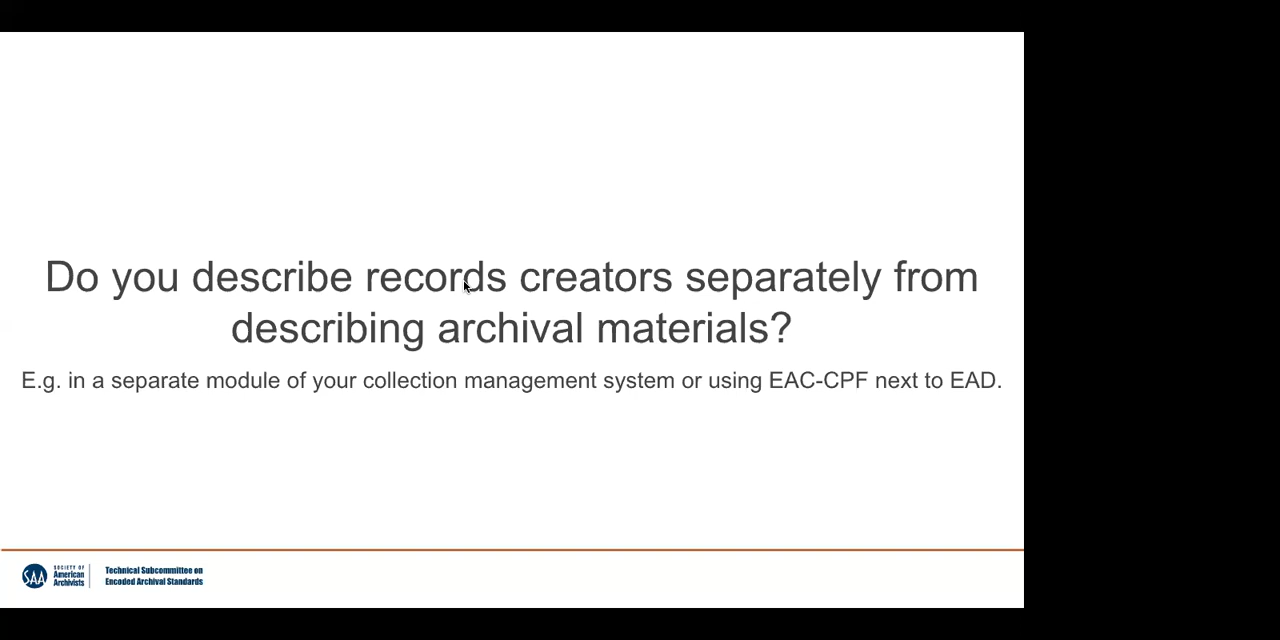 Do you describe records creators separately from
describing archival materials?
E.g. in a separate module of your collection management system or using EAC-CPF next to EAD.
SAA
SOCIETY OF
American
Archivists
Technical Subcommittee on
Encoded Archival Standards